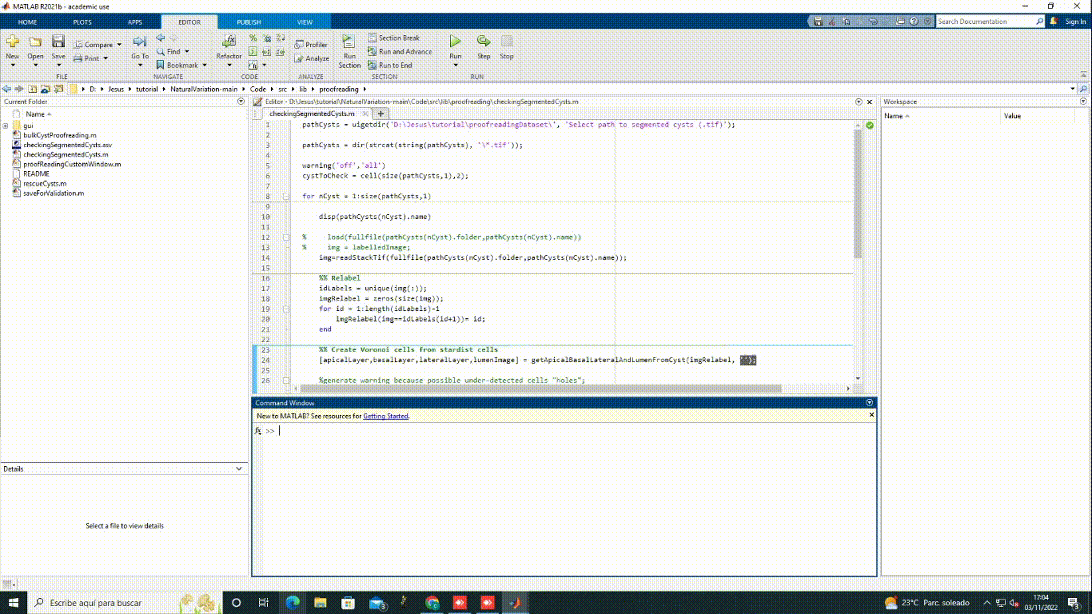 MATLAB R2021b - academic use
HOME PLOTS APPS EDITOR PUBLISH VIEW
Search Documentation Sign In
New Open Save Compare Print Go To Find Bookmark Refactor Profiler Analyze Run Section Section Break Run and Advance Run to End Run Step Stop
FILE NAVIGATE CODE ANALYZE SECTION RUN
D: Jesus tutorial NaturalVariation-main Code src lib proofreading
Current Folder
Name
gui
bulkCystProofreading.m
checkingSegmentedCysts.asv
checkingSegmentedCysts.m
proofReadingCustomWindow.m
README
rescueCysts.m
saveForValidation.m
Details
Select a file to view details
Editor - D:\Jesus\tutorial\NaturalVariation-main\Code\src\lib\proofreading\checkingSegmentedCysts.m
checkingSegmentedCysts.m
1 pathCysts = uigetdir('D:\Jesus\tutorial\proofreadingDataset\', 'Select path to segmented cysts (.tif)');
2
3 pathCysts = dir(strcat(string(pathCysts), '\*.tif'));
4
5 warning('off','all')
6 cystToCheck = cell(size(pathCysts,1),2);
7
8 for nCyst = 1:size(pathCysts,1)
9
10 disp(pathCysts(nCyst).name)
11
12 % load(fullfile(pathCysts(nCyst).folder,pathCysts(nCyst).name))
13 % img = labelledImage;
14 img=readStackTif(fullfile(pathCysts(nCyst).folder,pathCysts(nCyst).name));
15
16 %% Relabel
17 idLabels = unique(img(:));
18 imgRelabel = zeros(size(img));
19 for id = 1:length(idLabels)-1
20 imgRelabel(img==idLabels(id+1))= id;
21 end
22
23 %% Create Voronoi cells from stardist cells
24 [apicalLayer,basalLayer,lateralLayer,lumenImage] = getApicalBasalLateralAndLumenFromCyst(imgRelabel,
25
26 %generate warning because possible under-detected cells "holes";
Command Window
New to MATLAB? See resources for Getting Started.
fx >>
Workspace
Name Value
Escribe aquí para buscar
23°C Parc. soleado
17:04
03/11/2022